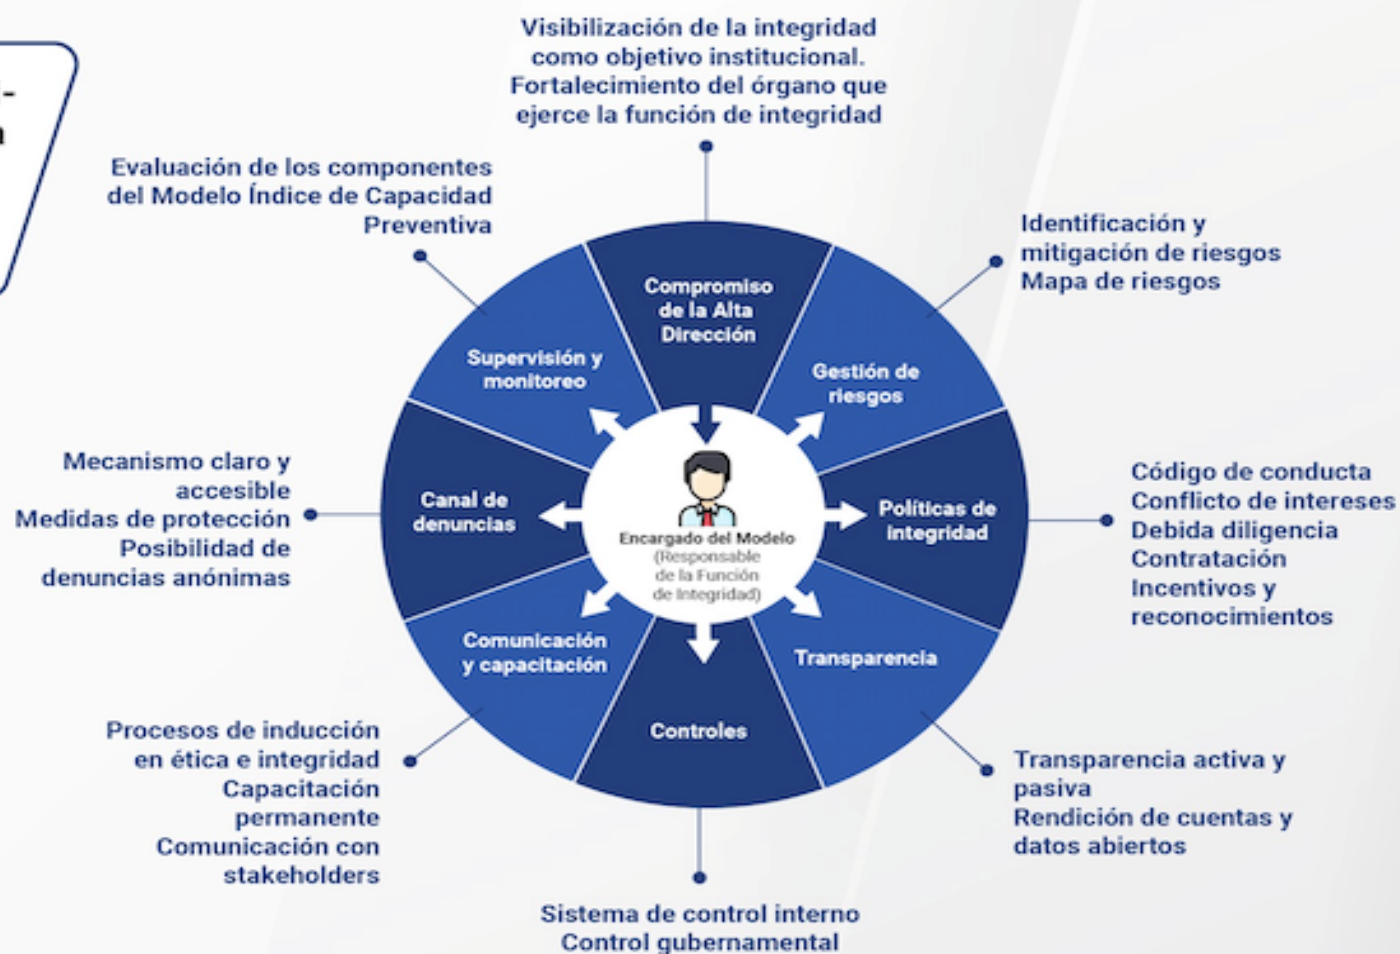 Visibilización de la integridad
como objetivo institucional.
Fortalecimiento del órgano que
ejerce la función de integridad
Evaluación de los componentes
del Modelo Índice de Capacidad
Preventiva
Identificación y
mitigación de riesgos
Mapa de riesgos
Compromiso
de la Alta
Dirección
Supervisión y
monitoreo
Gestión de
riesgos
Mecanismo claro y
accesible
Medidas de protección
Posibilidad de
denuncias anónimas
Canal de
denuncias
Encargado del Modelo
(Responsable
de la Función
de Integridad)
Políticas de
integridad
Código de conducta
Conflicto de intereses
Debida diligencia
Contratación
Incentivos y
reconocimientos
Comunicación
y capacitación
Transparencia
Controles
Procesos de inducción
en ética e integridad
Capacitación
permanente
Comunicación con
stakeholders
Transparencia activa y
pasiva
Rendición de cuentas y
datos abiertos
Sistema de control interno
Control gubernamental